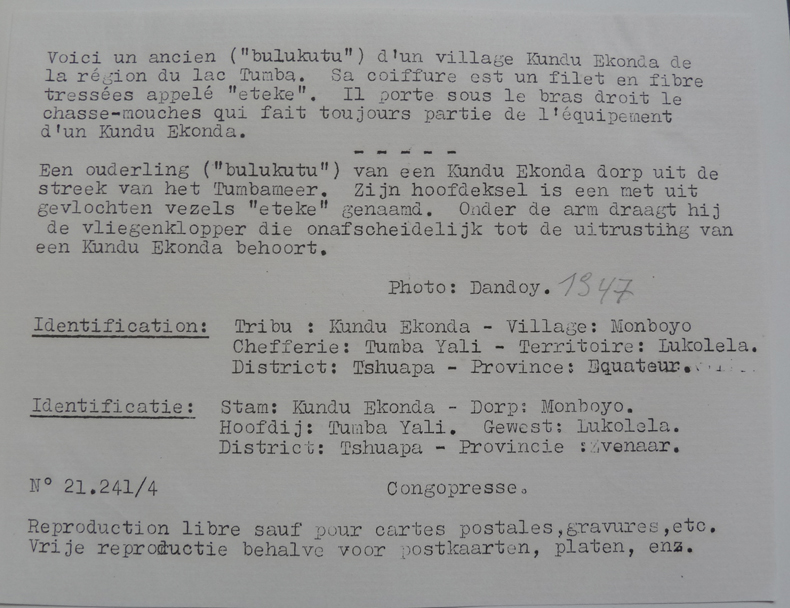 Voici un ancien ("bulukutu") d'un village Kundu Ekonda de
la région du lac Tumba. Sa coiffure est un filet en fibre
tressées appelé "eteke". Il porte sous le bras droit le
chasse-mouches qui fait toujours partie de l'équipement
d'un Kundu Ekonda.
- - - - -
Een ouderling ("bulukutu") van een Kundu Ekonda dorp uit de
streek van het Tumbameer. Zijn hoofdeksel is een met uit
gevlochten vezels "eteke" genaamd. Onder de arm draagt hij
de vliegenklopper die onafscheidelijk tot de uitrusting van
een Kundu Ekonda behoort.
Photo: Dandoy. 1947
Identification: Tribu : Kundu Ekonda - Village: Monboyo
Chefferie: Tumba Yali - Territoire: Lukolela.
District: Tshuapa - Province: Equateur.
Identificatie: Stam: Kundu Ekonda - Dorp: Monboyo.
Hoofdij: Tumba Yali. Gewest: Lukolela.
District: Tshuapa - Provincie :Evenaar.
N° 21.241/4 Congopresse.
Reproduction libre sauf pour cartes postales,gravures,etc.
Vrije reproductie behalve voor postkaarten, platen, enz.